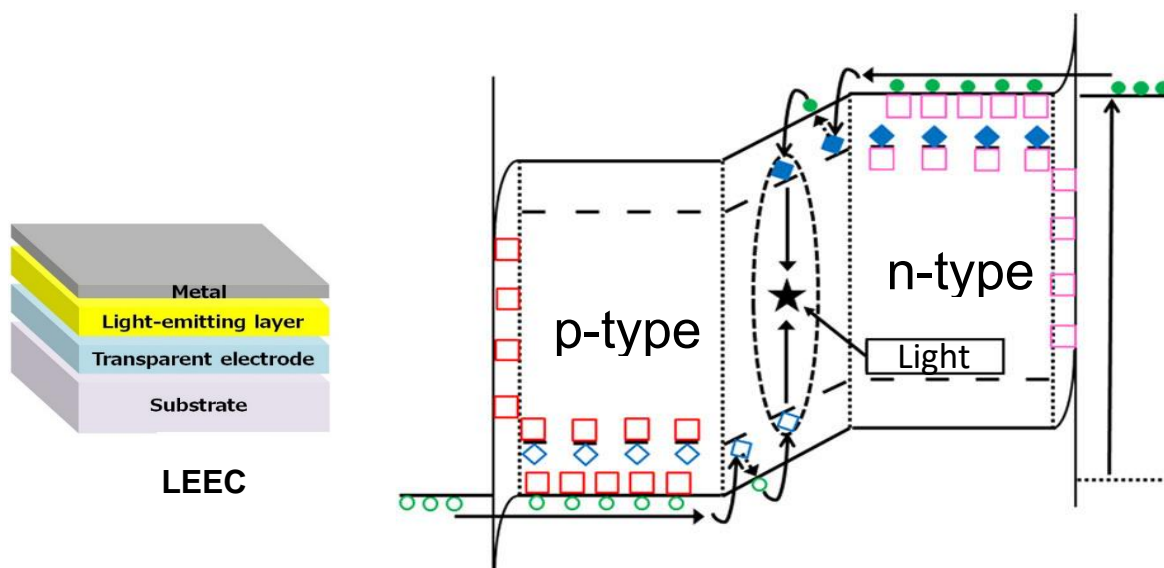 Metal
Light-emitting layer
Transparent electrode
Substrate
LEEC
p-type
n-type
Light